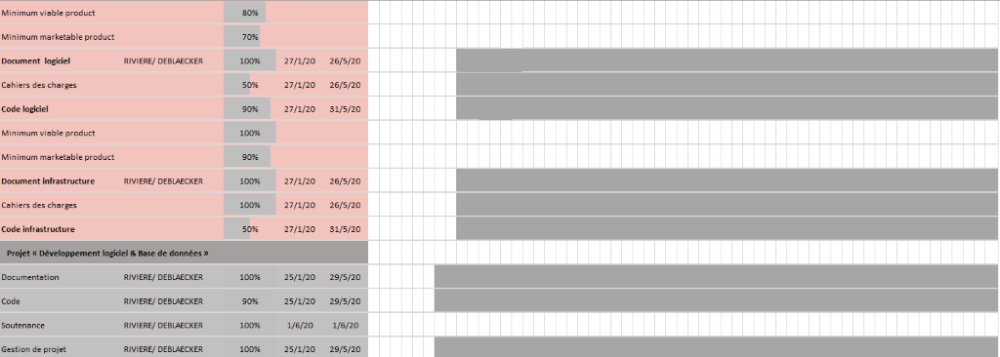 Minimum viable product 80%
Minimum marketable product 70%
Document logiciel RIVIERE/ DEBLAECKER 100% 27/1/20 26/5/20
Cahiers des charges 50% 27/1/20 26/5/20
Code logiciel 90% 27/1/20 31/5/20
Minimum viable product 100%
Minimum marketable product 90%
Document infrastructure RIVIERE/ DEBLAECKER 100% 27/1/20 26/5/20
Cahiers des charges 100% 27/1/20 26/5/20
Code infrastructure 50% 27/1/20 31/5/20
Projet « Développement logiciel & Base de données »
Documentation RIVIERE/ DEBLAECKER 100% 25/1/20 29/5/20
Code RIVIERE/ DEBLAECKER 90% 25/1/20 29/5/20
Soutenance RIVIERE/ DEBLAECKER 100% 1/6/20 1/6/20
Gestion de projet RIVIERE/ DEBLAECKER 100% 25/1/20 29/5/20